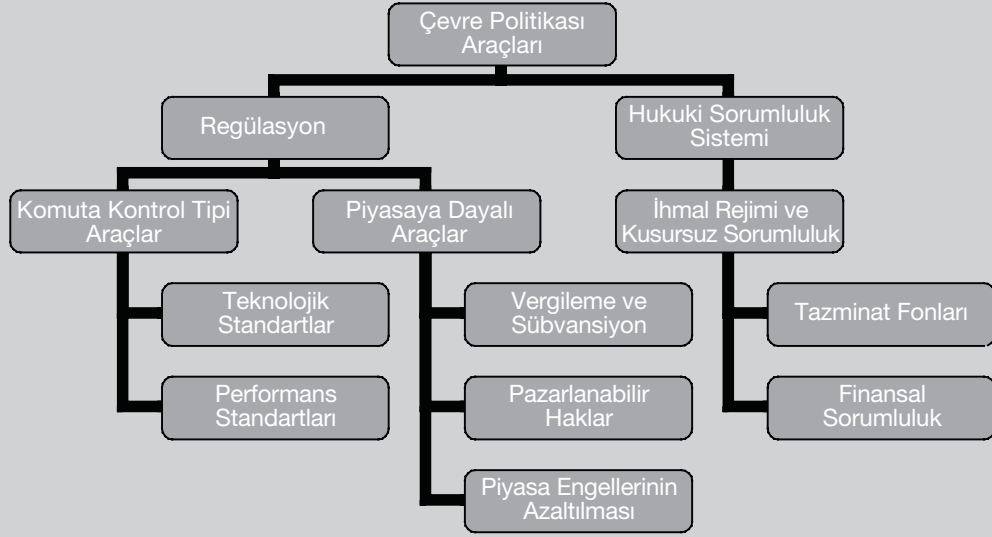 Çevre Politikası
Araçları
Regülasyon
Hukuki Sorumluluk
Sistemi
Komuta Kontrol Tipi
Araçlar
Piyasaya Dayalı
Araçlar
İhmal Rejimi ve
Kusursuz Sorumluluk
Teknolojik
Standartlar
Vergileme ve
Sübvansiyon
Tazminat Fonları
Performans
Standartları
Pazarlanabilir
Haklar
Finansal
Sorumluluk
Piyasa Engellerinin
Azaltılması